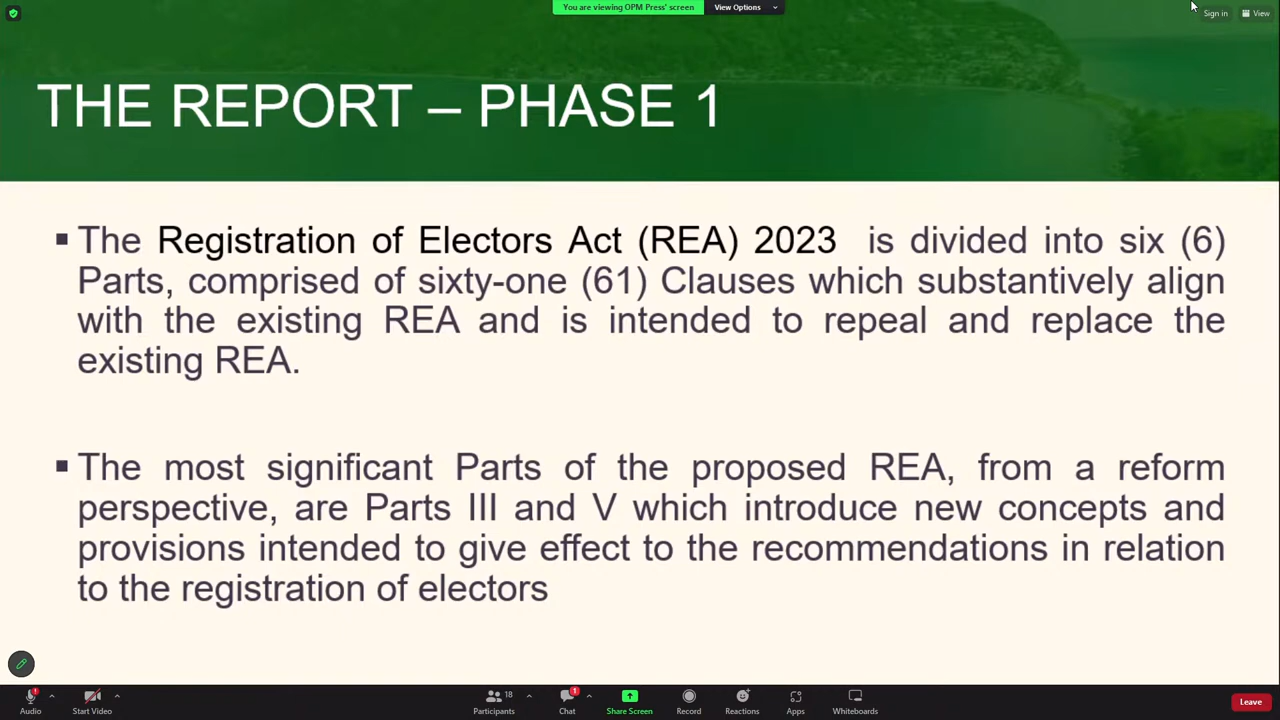 You are viewing OPM Press' screen
View Options
Sign in
View
THE REPORT – PHASE 1
▪ The Registration of Electors Act (REA) 2023 is divided into six (6)
Parts, comprised of sixty-one (61) Clauses which substantively align
with the existing REA and is intended to repeal and replace the
existing REA.
▪ The most significant Parts of the proposed REA, from a reform
perspective, are Parts III and V which introduce new concepts and
provisions intended to give effect to the recommendations in relation
to the registration of electors
Audio
Start Video
18
Participants
1
Chat
Share Screen
Record
Reactions
Apps
Whiteboards
Leave